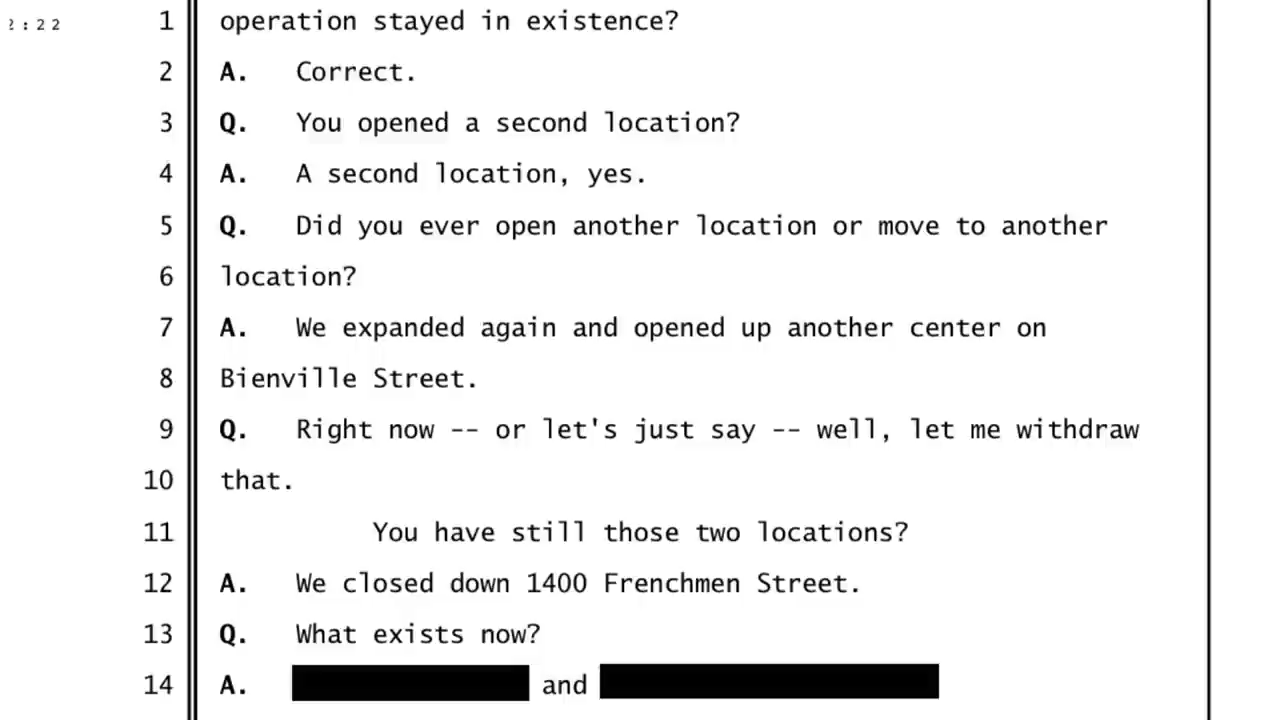 2:22
1 operation stayed in existence?
2 A. Correct.
3 Q. You opened a second location?
4 A. A second location, yes.
5 Q. Did you ever open another location or move to another
6 location?
7 A. We expanded again and opened up another center on
8 Bienville Street.
9 Q. Right now -- or let's just say -- well, let me withdraw
10 that.
11 You have still those two locations?
12 A. We closed down 1400 Frenchmen Street.
13 Q. What exists now?
14 A. and